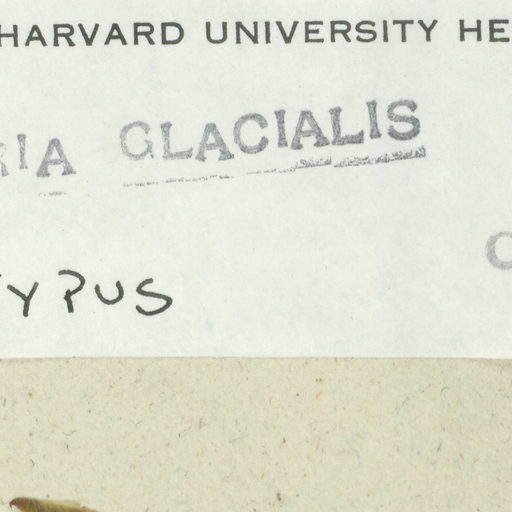 HARVARD UNIVERSITY HE
RIA GLACIALIS
C
YPUS